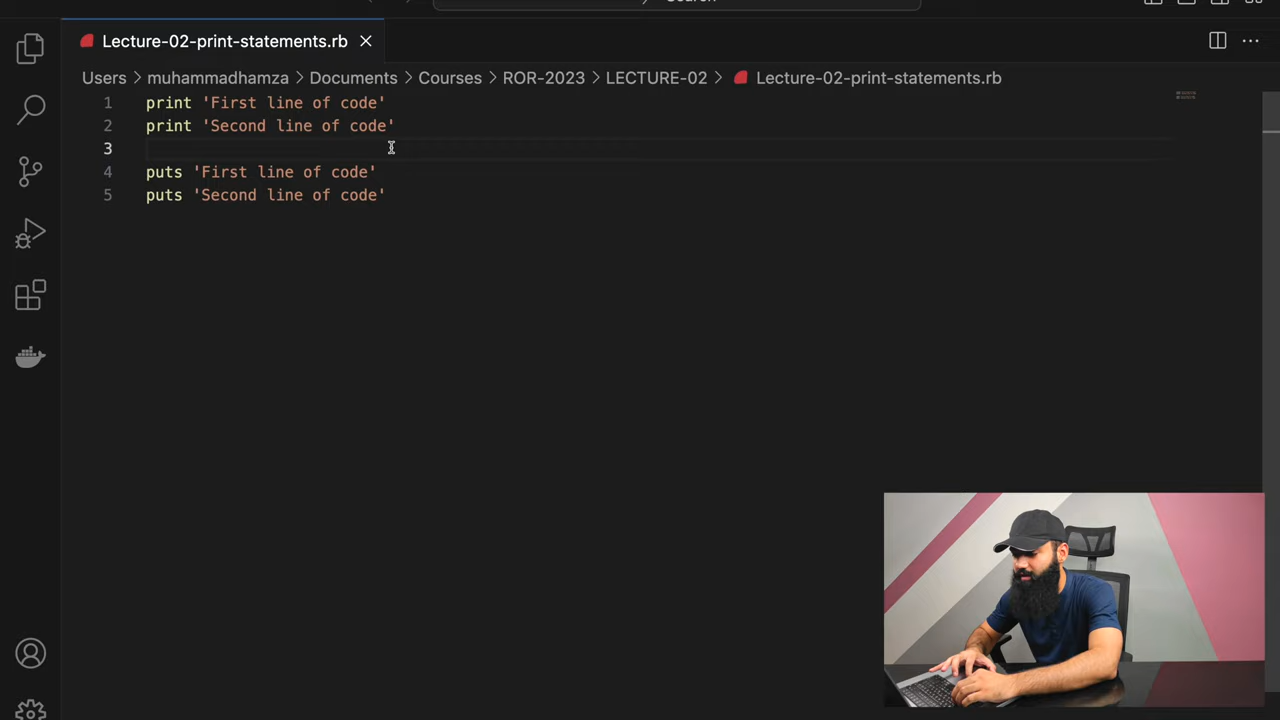 Lecture-02-print-statements.rb
Users > muhammadhamza > Documents > Courses > ROR-2023 > LECTURE-02 > Lecture-02-print-statements.rb
1 print 'First line of code'
2 print 'Second line of code'
3
4 puts 'First line of code'
5 puts 'Second line of code'